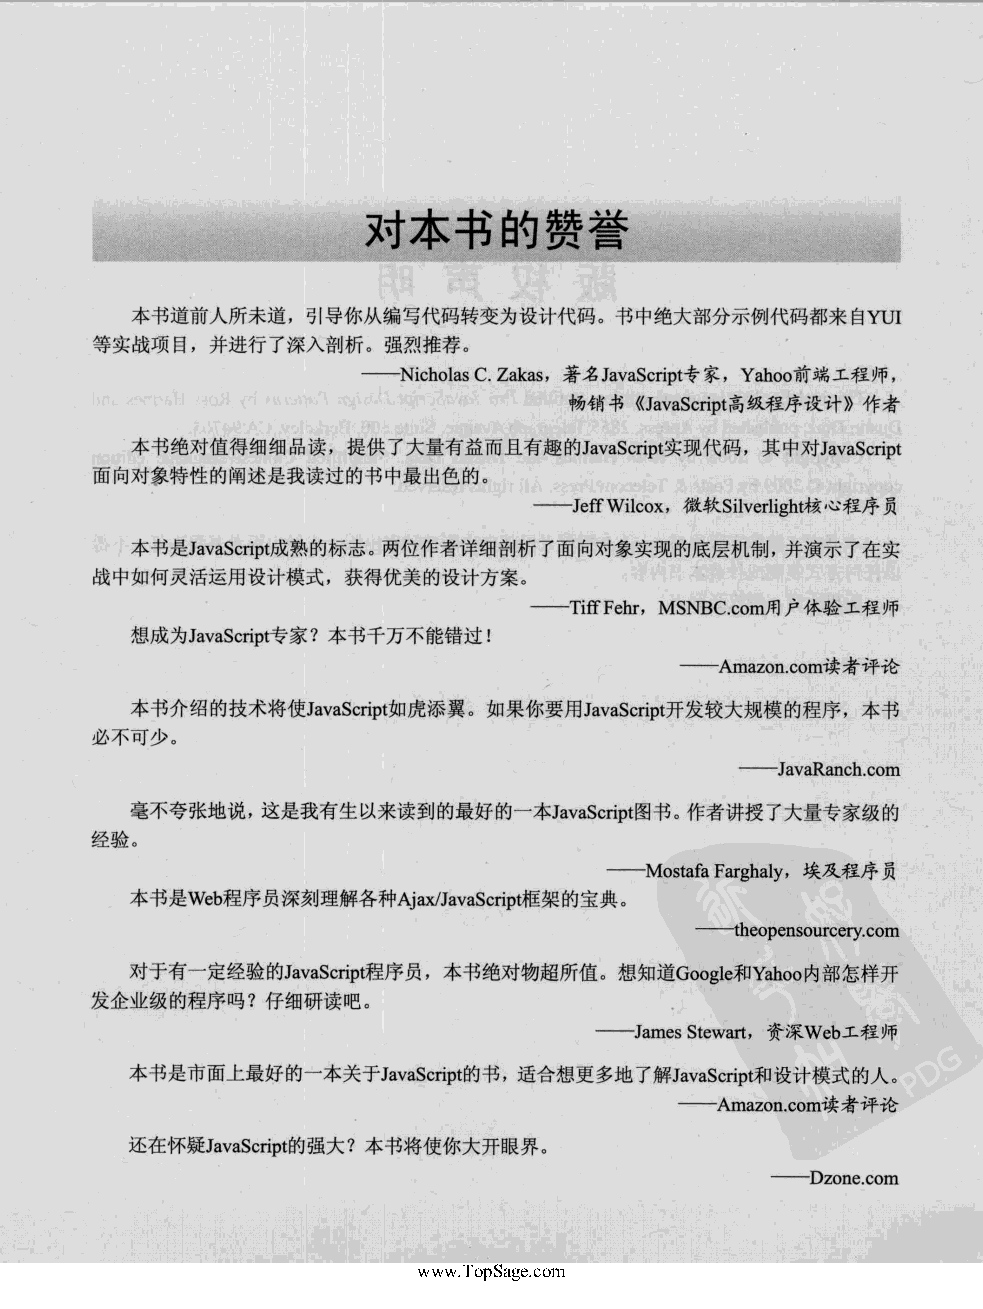 对本书的赞誉
本书道前人所未道，引导你从编写代码转变为设计代码。书中绝大部分示例代码都来自YUI
等实战项目，并进行了深入剖析。强烈推荐。
——Nicholas C. Zakas，著名JavaScript专家，Yahoo前端工程师，
畅销书《JavaScript高级程序设计》作者
本书绝对值得细细品读，提供了大量有益而且有趣的JavaScript实现代码，其中对JavaScript
面向对象特性的阐述是我读过的书中最出色的。
——Jeff Wilcox，微软Silverlight核心程序员
本书是JavaScript成熟的标志。两位作者详细剖析了面向对象实现的底层机制，并演示了在实
战中如何灵活运用设计模式，获得优美的设计方案。
——Tiff Fehr，MSNBC.com用户体验工程师
想成为JavaScript专家？本书千万不能错过！
——Amazon.com读者评论
本书介绍的技术将使JavaScript如虎添翼。如果你要用JavaScript开发较大规模的程序，本书
必不可少。
——JavaRanch.com
毫不夸张地说，这是我有生以来读到的最好的一本JavaScript图书。作者讲授了大量专家级的
经验。
——Mostafa Farghaly，埃及程序员
本书是Web程序员深刻理解各种Ajax/JavaScript框架的宝典。
——theopensourcery.com
对于有一定经验的JavaScript程序员，本书绝对物超所值。想知道Google和Yahoo内部怎样开
发企业级的程序吗？仔细研读吧。
——James Stewart，资深Web工程师
本书是市面上最好的一本关于JavaScript的书，适合想更多地了解JavaScript和设计模式的人。
——Amazon.com读者评论
还在怀疑JavaScript的强大？本书将使你大开眼界。
——Dzone.com
PDG
www.TopSage.com